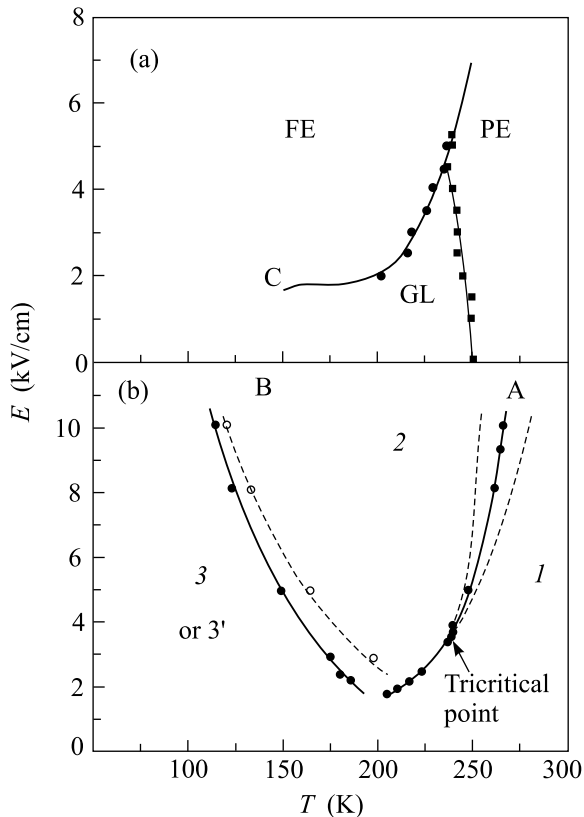 8
(a)
6
FE
PE
4
C
2
GL
0
E (kV/cm)
(b)
B
A
10
2
8
6
3
1
or 3'
4
Tricritical
point
2
0
100 150 200 250 300
T (K)